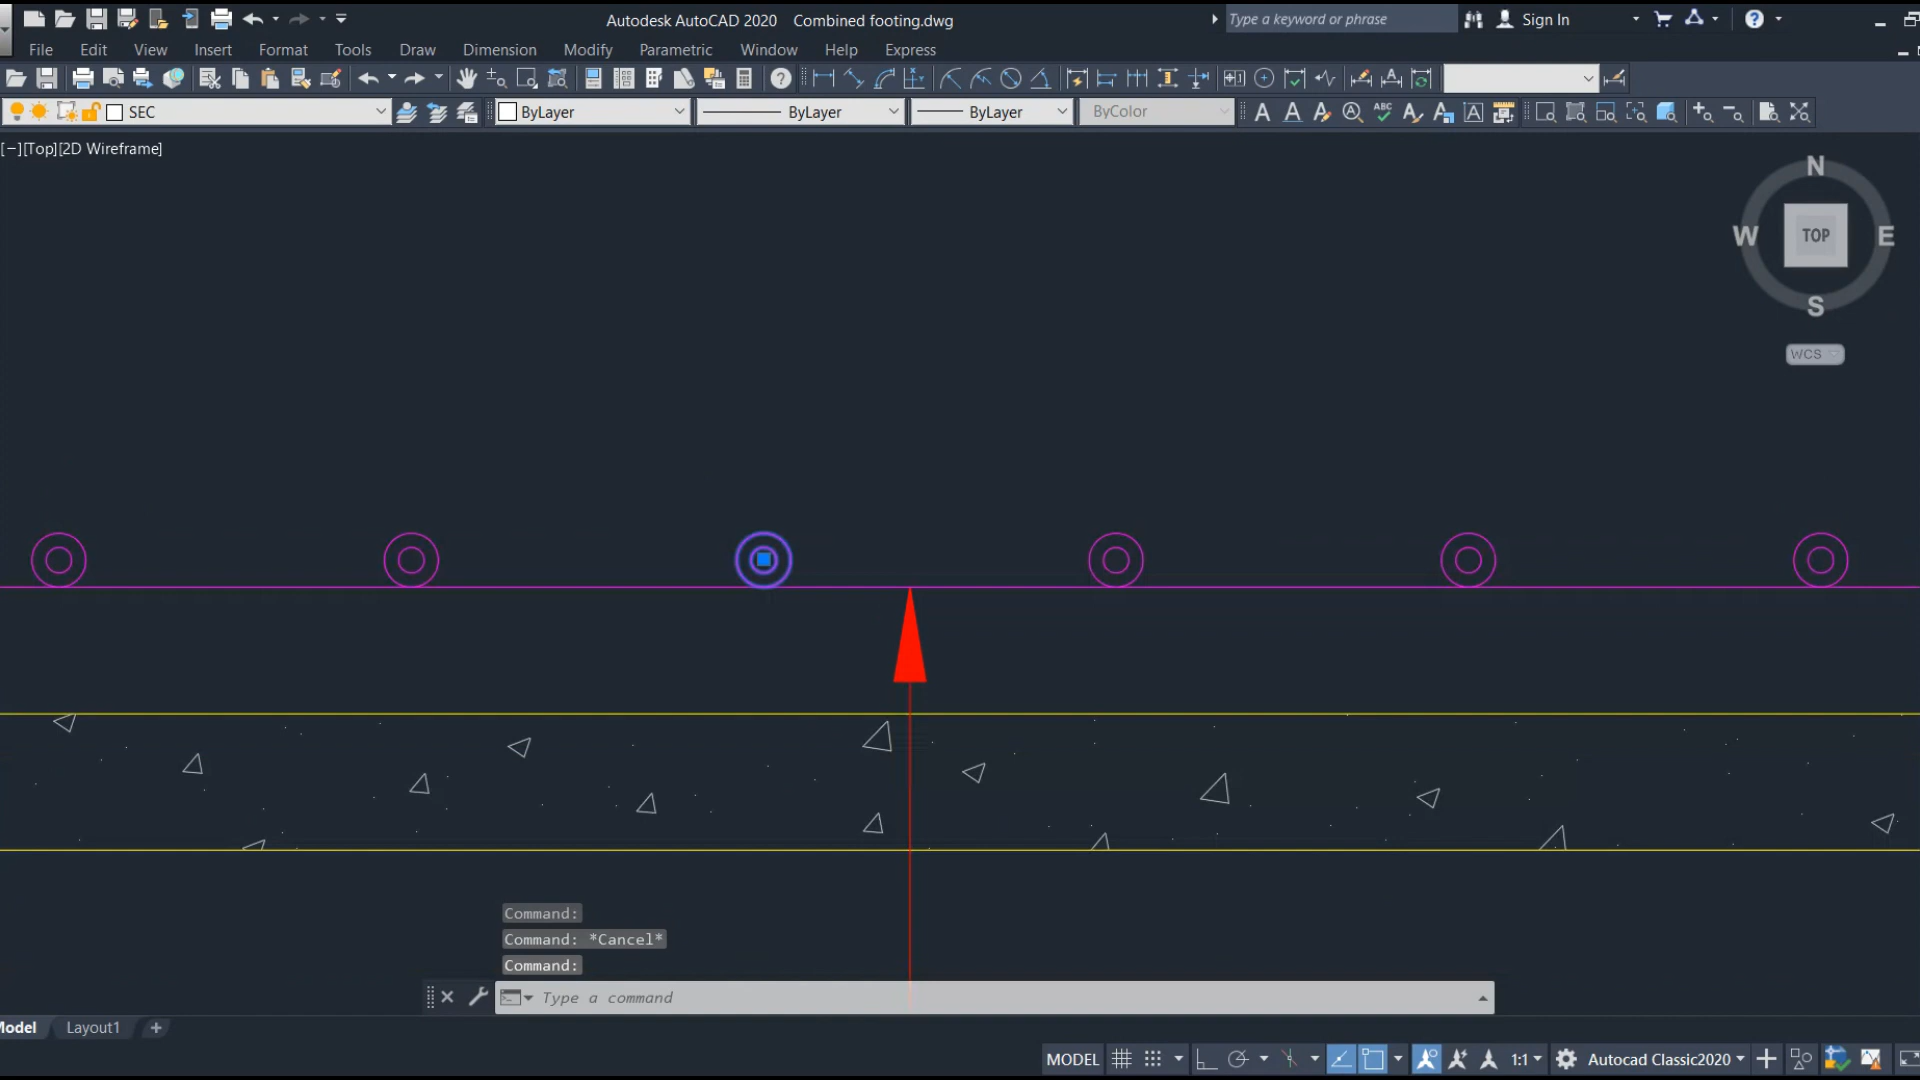 Autodesk AutoCAD 2020 Combined footing.dwg Type a keyword or phrase Sign In
File Edit View Insert Format Tools Draw Dimension Modify Parametric Window Help Express
SEC ByLayer ByLayer ByLayer ByColor ABC
[−][Top][2D Wireframe]
N
W TOP E
S
WCS
Command:
Command: *Cancel*
Command:
Type a command
Model Layout1 +
MODEL 1:1 Autocad Classic2020